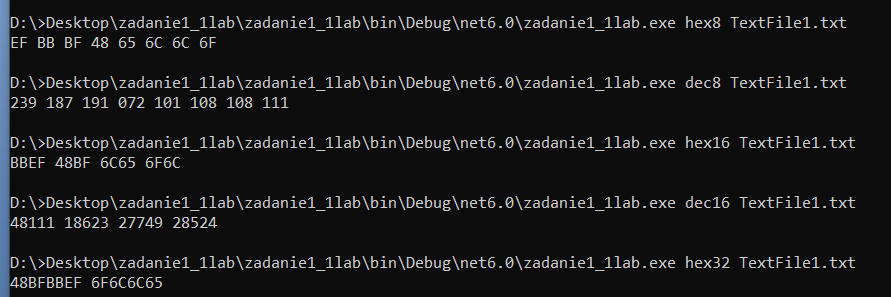 D:\>Desktop\zadanie1_1lab\zadanie1_1lab\bin\Debug\net6.0\zadanie1_1lab.exe hex8 TextFile1.txt
EF BB BF 48 65 6C 6C 6F
D:\>Desktop\zadanie1_1lab\zadanie1_1lab\bin\Debug\net6.0\zadanie1_1lab.exe dec8 TextFile1.txt
239 187 191 072 101 108 108 111
D:\>Desktop\zadanie1_1lab\zadanie1_1lab\bin\Debug\net6.0\zadanie1_1lab.exe hex16 TextFile1.txt
BBEF 48BF 6C65 6F6C
D:\>Desktop\zadanie1_1lab\zadanie1_1lab\bin\Debug\net6.0\zadanie1_1lab.exe dec16 TextFile1.txt
48111 18623 27749 28524
D:\>Desktop\zadanie1_1lab\zadanie1_1lab\bin\Debug\net6.0\zadanie1_1lab.exe hex32 TextFile1.txt
48BFBBEF 6F6C6C65